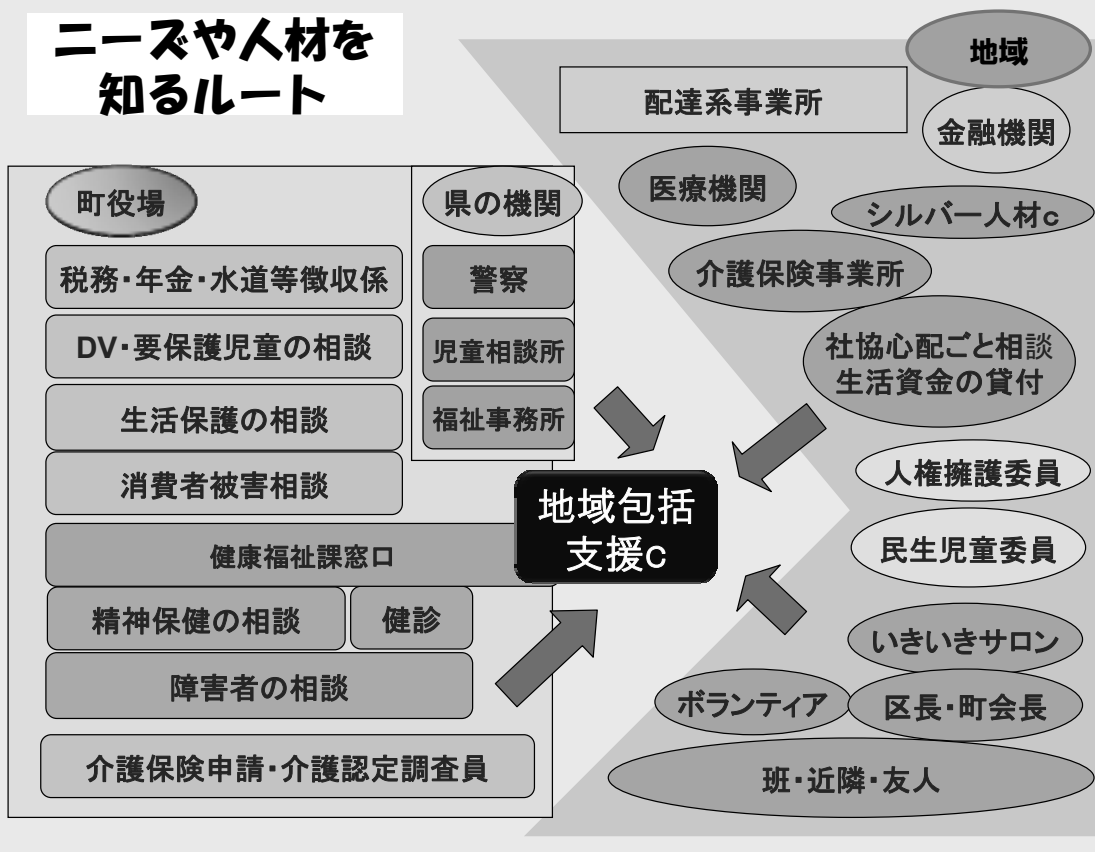 ニーズや人材を
知るルート
町役場
税務・年金・水道等徴収係
DV・要保護児童の相談
生活保護の相談
消費者被害相談
健康福祉課窓口
精神保健の相談
健診
障害者の相談
介護保険申請・介護認定調査員
県の機関
警察
児童相談所
福祉事務所
地域包括
支援c
地域
配達系事業所
金融機関
医療機関
シルバー人材c
介護保険事業所
社協心配ごと相談
生活資金の貸付
人権擁護委員
民生児童委員
いきいきサロン
ボランティア
区長・町会長
班・近隣・友人